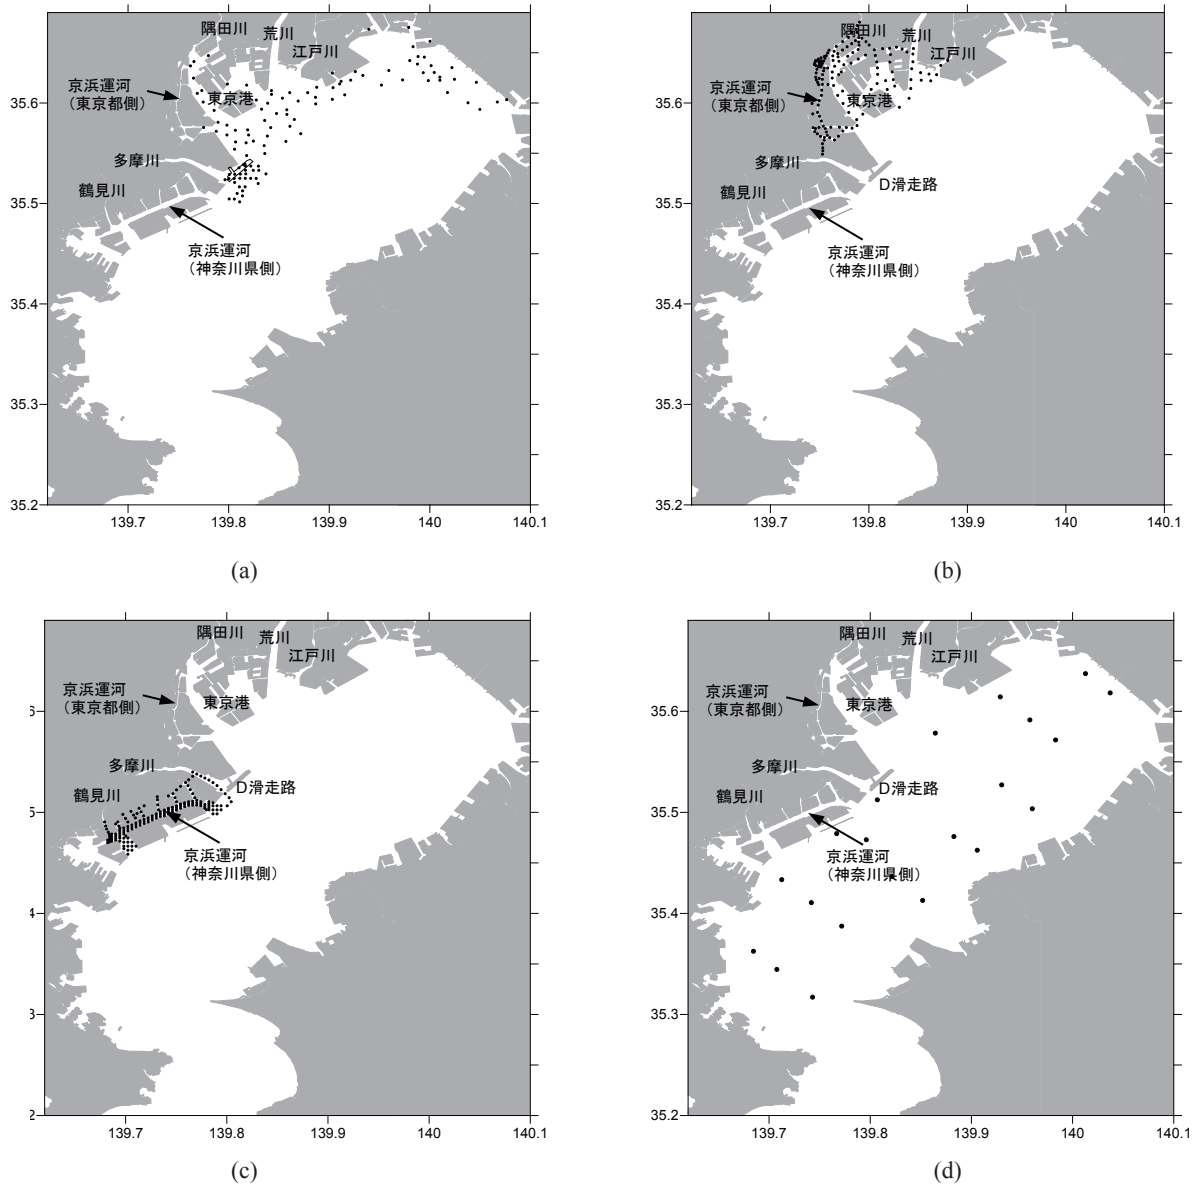 隅田川
荒川
江戸川
京浜運河
（東京都側）
東京港
多摩川
鶴見川
京浜運河
（神奈川県側）
35.6
35.5
35.4
35.3
35.2
139.7 139.8 139.9 140 140.1
(a)
隅田川
荒川
江戸川
京浜運河
（東京都側）
東京港
多摩川
D滑走路
鶴見川
京浜運河
（神奈川県側）
35.6
35.5
35.4
35.3
35.2
139.7 139.8 139.9 140 140.1
(b)
隅田川
荒川
江戸川
京浜運河
（東京都側）
東京港
多摩川
D滑走路
鶴見川
京浜運河
（神奈川県側）
6
5
4
3
2
139.7 139.8 139.9 140 140.1
(c)
隅田川
荒川
江戸川
京浜運河
（東京都側）
東京港
多摩川
D滑走路
鶴見川
京浜運河
（神奈川県側）
35.6
35.5
35.4
35.3
35.2
139.7 139.8 139.9 140 140.1
(d)